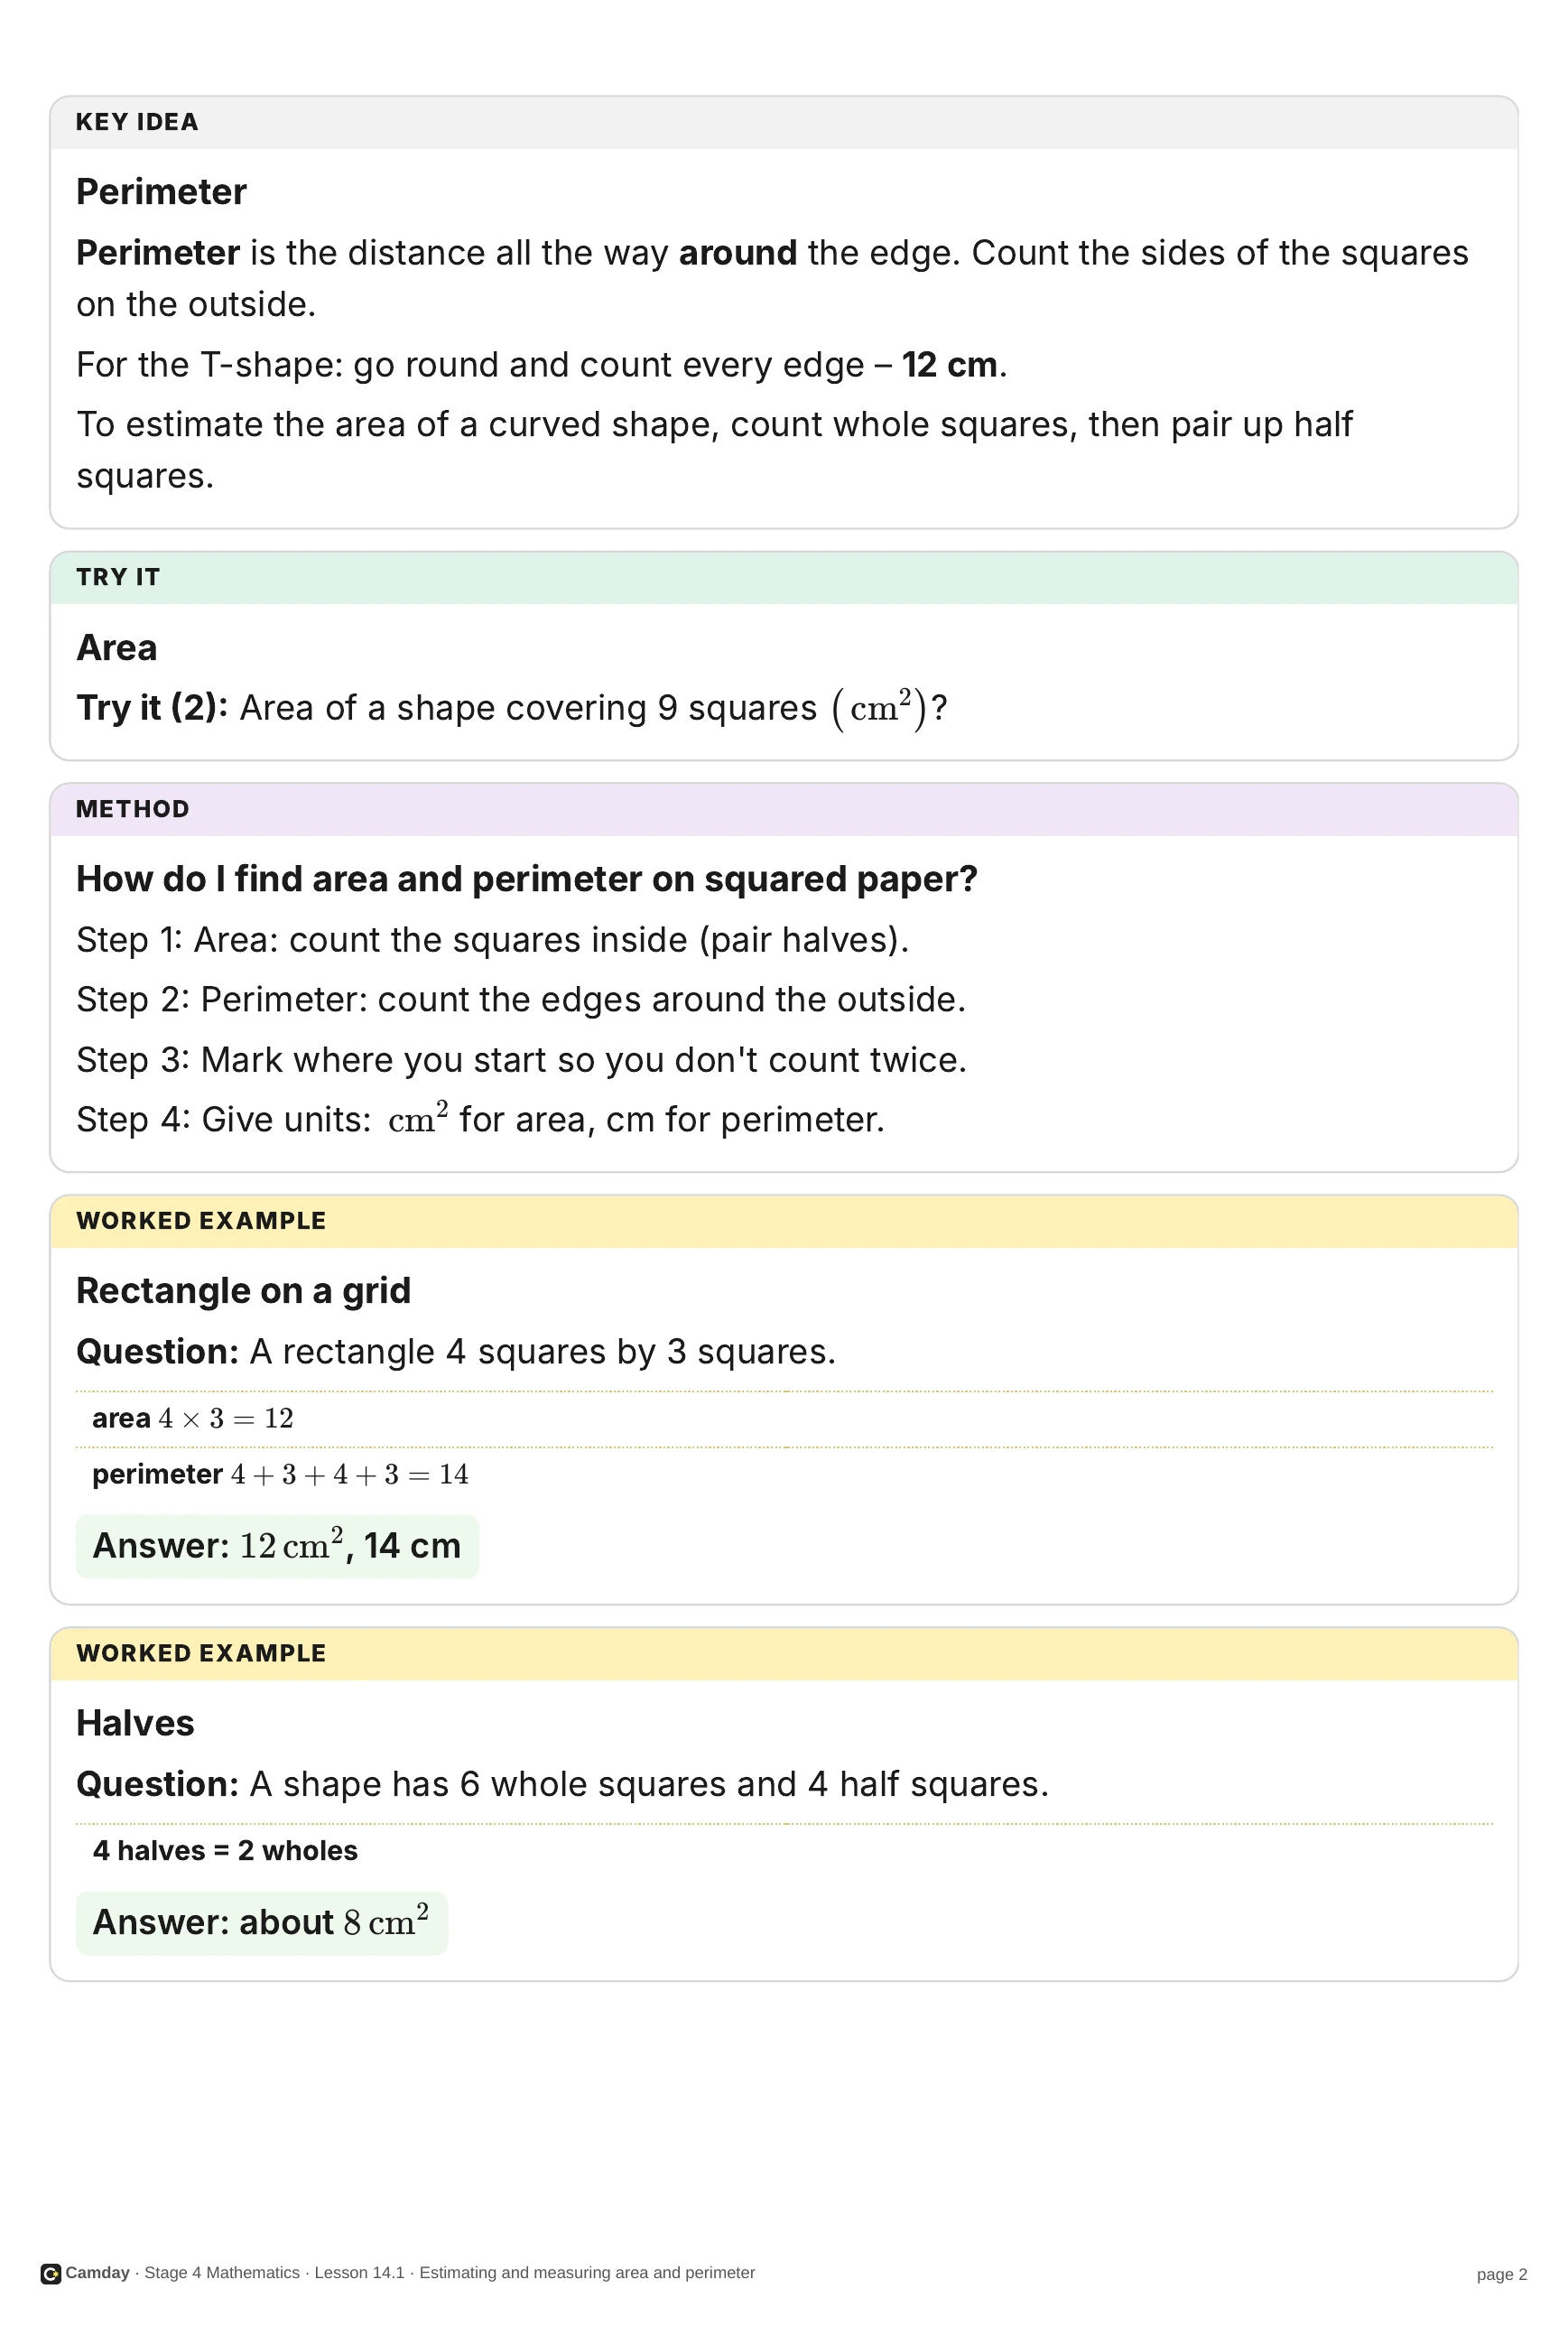 KEY IDEA
Perimeter
Perimeter is the distance all the way around the edge. Count the sides of the squares
on the outside.
For the T-shape: go round and count every edge – 12 cm.
To estimate the area of a curved shape, count whole squares, then pair up half
squares.
TRY IT
Area
Try it (2): Area of a shape covering 9 squares (cm²)?
METHOD
How do I find area and perimeter on squared paper?
Step 1: Area: count the squares inside (pair halves).
Step 2: Perimeter: count the edges around the outside.
Step 3: Mark where you start so you don't count twice.
Step 4: Give units: cm² for area, cm for perimeter.
WORKED EXAMPLE
Rectangle on a grid
Question: A rectangle 4 squares by 3 squares.
area 4 × 3 = 12
perimeter 4 + 3 + 4 + 3 = 14
Answer: 12 cm², 14 cm
WORKED EXAMPLE
Halves
Question: A shape has 6 whole squares and 4 half squares.
4 halves = 2 wholes
Answer: about 8 cm²
Camday · Stage 4 Mathematics · Lesson 14.1 · Estimating and measuring area and perimeter
page 2